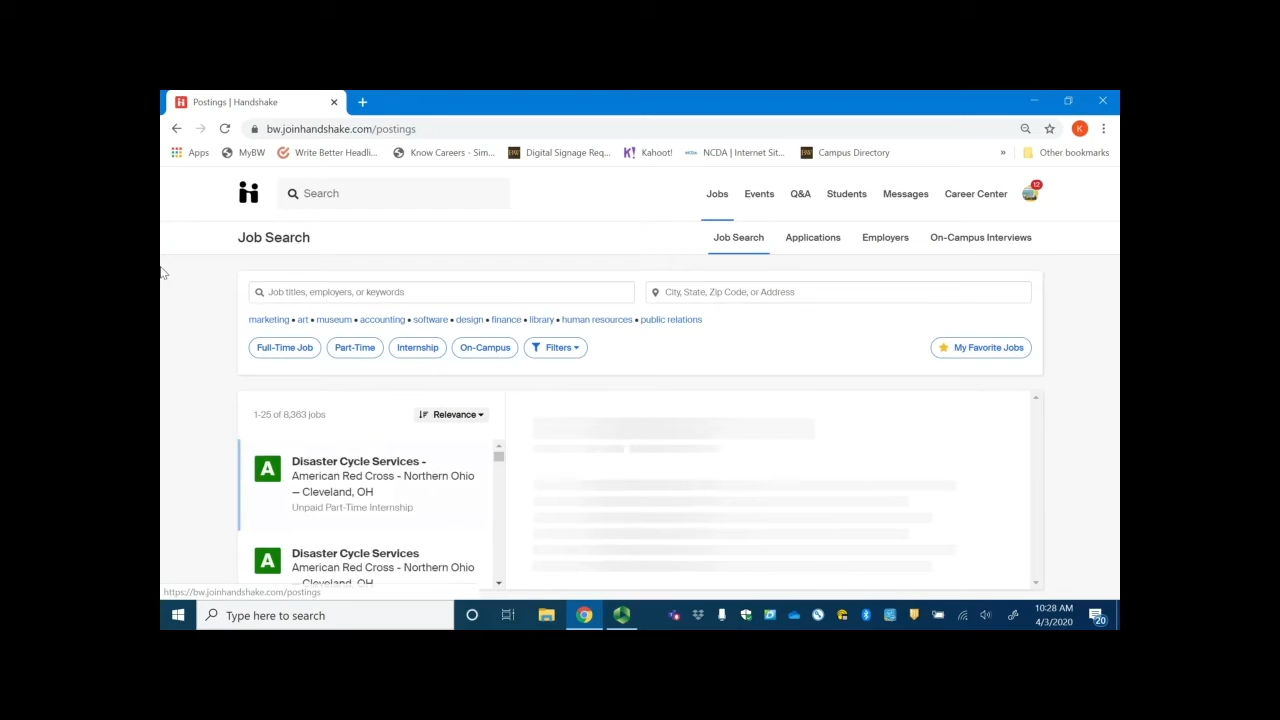 Postings | Handshake
bw.joinhandshake.com/postings
K
Apps MyBW Write Better Headli... Know Careers - Sim... Digital Signage Req... Kahoot! NCDA | Internet Sit... Campus Directory » Other bookmarks
Search Jobs Events Q&A Students Messages Career Center 12
Job Search Job Search Applications Employers On-Campus Interviews
Job titles, employers, or keywords City, State, Zip Code, or Address
marketing • art • museum • accounting • software • design • finance • library • human resources • public relations
Full-Time Job Part-Time Internship On-Campus Filters My Favorite Jobs
1-25 of 8,363 jobs Relevance
A Disaster Cycle Services -
American Red Cross - Northern Ohio
— Cleveland, OH
Unpaid Part-Time Internship
A Disaster Cycle Services
American Red Cross - Northern Ohio
— Cleveland, OH
https://bw.joinhandshake.com/postings
Type here to search
10:28 AM
4/3/2020
20